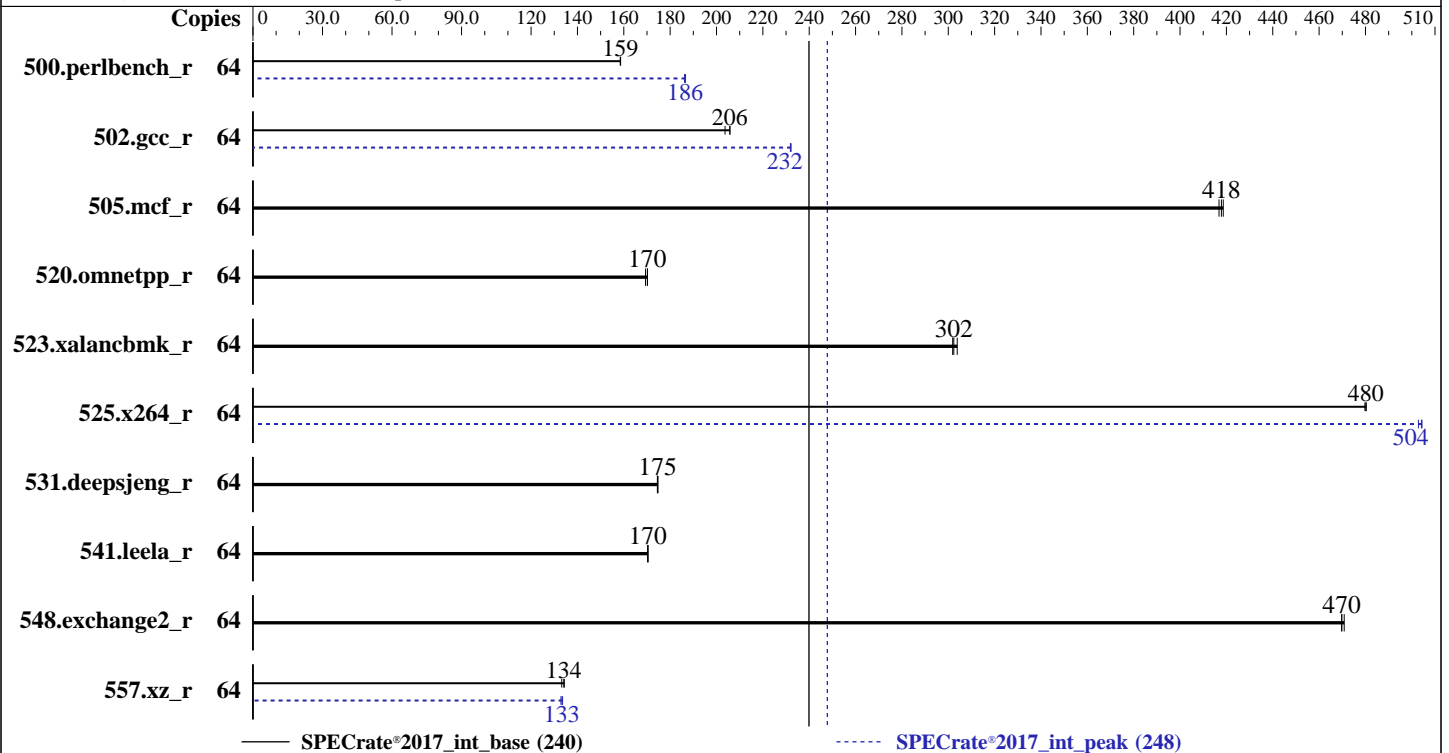 Copies 0 30.0 60.0 90.0 120 140 160 180 200 220 240 260 280 300 320 340 360 380 400 420 440 460 480 510
159
500.perlbench_r 64
186
206
502.gcc_r 64
232
418
505.mcf_r 64
170
520.omnetpp_r 64
302
523.xalancbmk_r 64
480
525.x264_r 64
504
175
531.deepsjeng_r 64
170
541.leela_r 64
470
548.exchange2_r 64
134
557.xz_r 64
133
SPECrate®2017_int_base (240) SPECrate®2017_int_peak (248)